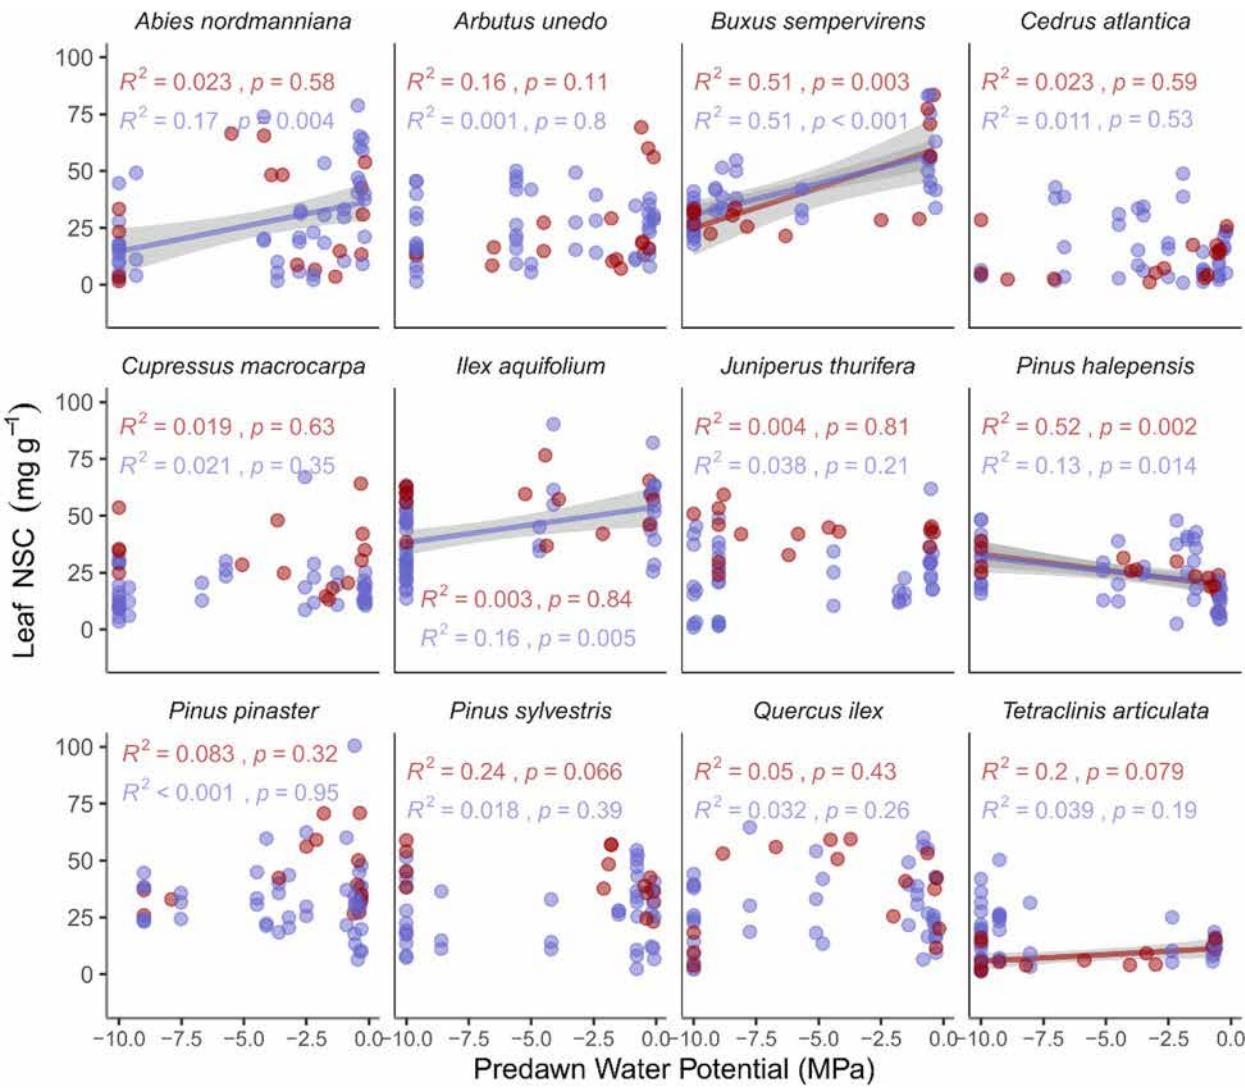 Abies nordmanniana
Arbutus unedo
Buxus sempervirens
Cedrus atlantica
100
75
50
25
0
R² = 0.023 , p = 0.58
R² = 0.17 , p = 0.004
R² = 0.16 , p = 0.11
R² = 0.001 , p = 0.8
R² = 0.51 , p = 0.003
R² = 0.51 , p < 0.001
R² = 0.023 , p = 0.59
R² = 0.011 , p = 0.53
Cupressus macrocarpa
Ilex aquifolium
Juniperus thurifera
Pinus halepensis
Leaf NSC (mg g⁻¹)
100
75
50
25
0
R² = 0.019 , p = 0.63
R² = 0.021 , p = 0.35
R² = 0.003 , p = 0.84
R² = 0.16 , p = 0.005
R² = 0.004 , p = 0.81
R² = 0.038 , p = 0.21
R² = 0.52 , p = 0.002
R² = 0.13 , p = 0.014
Pinus pinaster
Pinus sylvestris
Quercus ilex
Tetraclinis articulata
100
75
50
25
0
R² = 0.083 , p = 0.32
R² < 0.001 , p = 0.95
R² = 0.24 , p = 0.066
R² = 0.018 , p = 0.39
R² = 0.05 , p = 0.43
R² = 0.032 , p = 0.26
R² = 0.2 , p = 0.079
R² = 0.039 , p = 0.19
−10.0 −7.5 −5.0 −2.5 0.0
−10.0 −7.5 −5.0 −2.5 0.0
−10.0 −7.5 −5.0 −2.5 0.0
−10.0 −7.5 −5.0 −2.5 0.0
Predawn Water Potential (MPa)